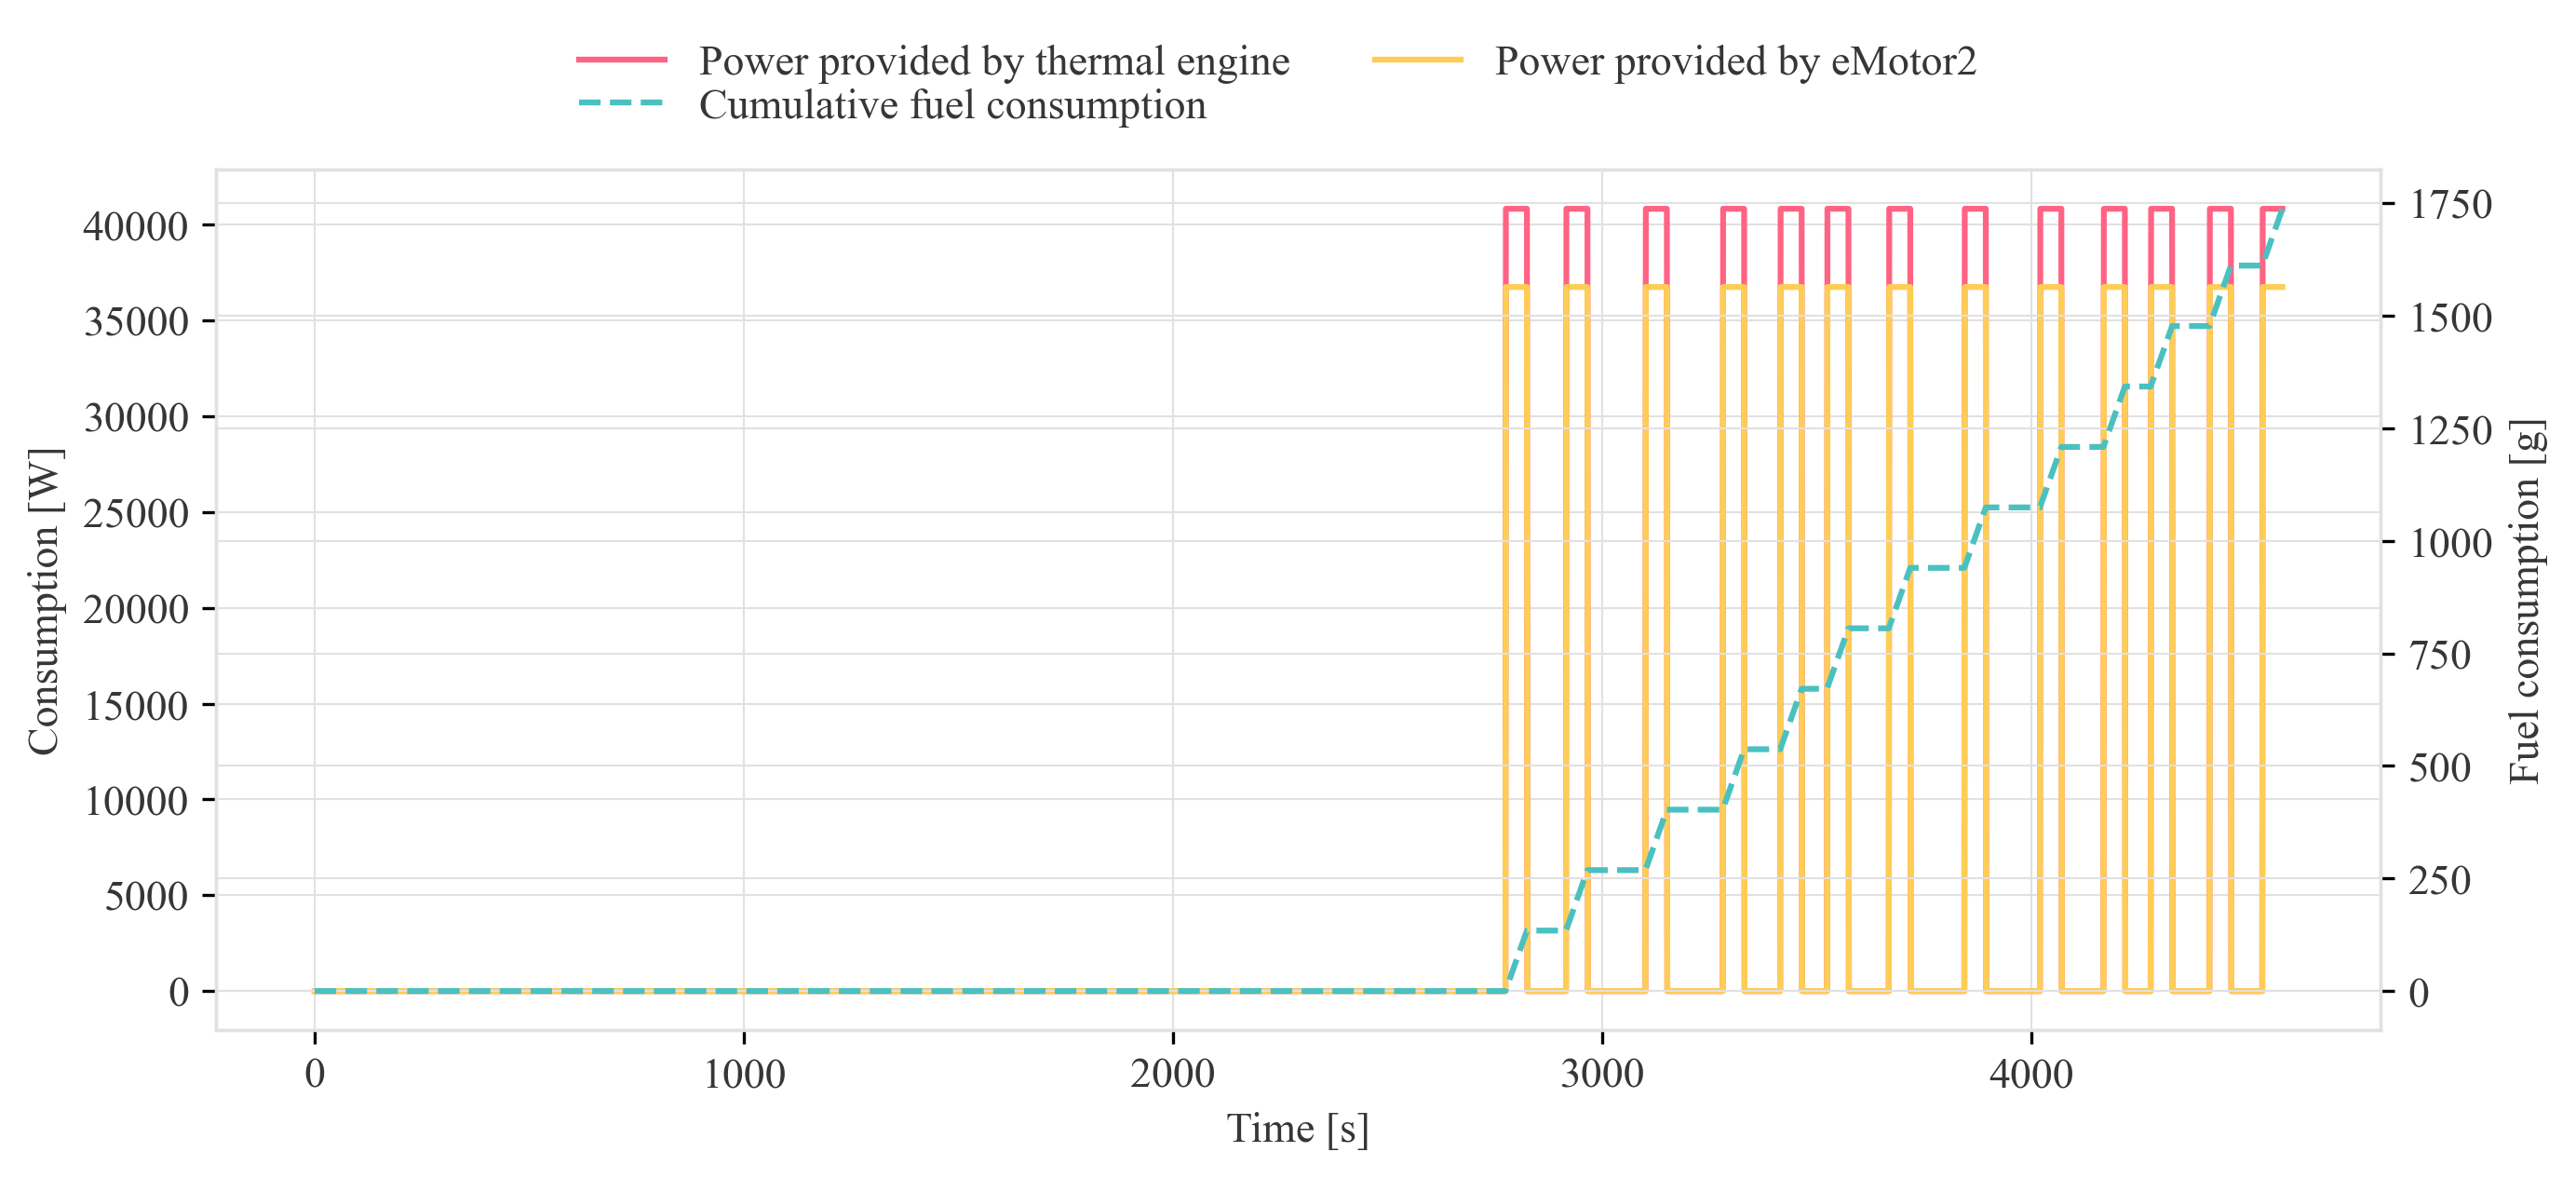 Power provided by thermal engine
Power provided by eMotor2
Cumulative fuel consumption
40000
35000
30000
25000
20000
15000
10000
5000
0
Consumption [W]
1750
1500
1250
1000
750
500
250
0
Fuel consumption [g]
0 1000 2000 3000 4000
Time [s]